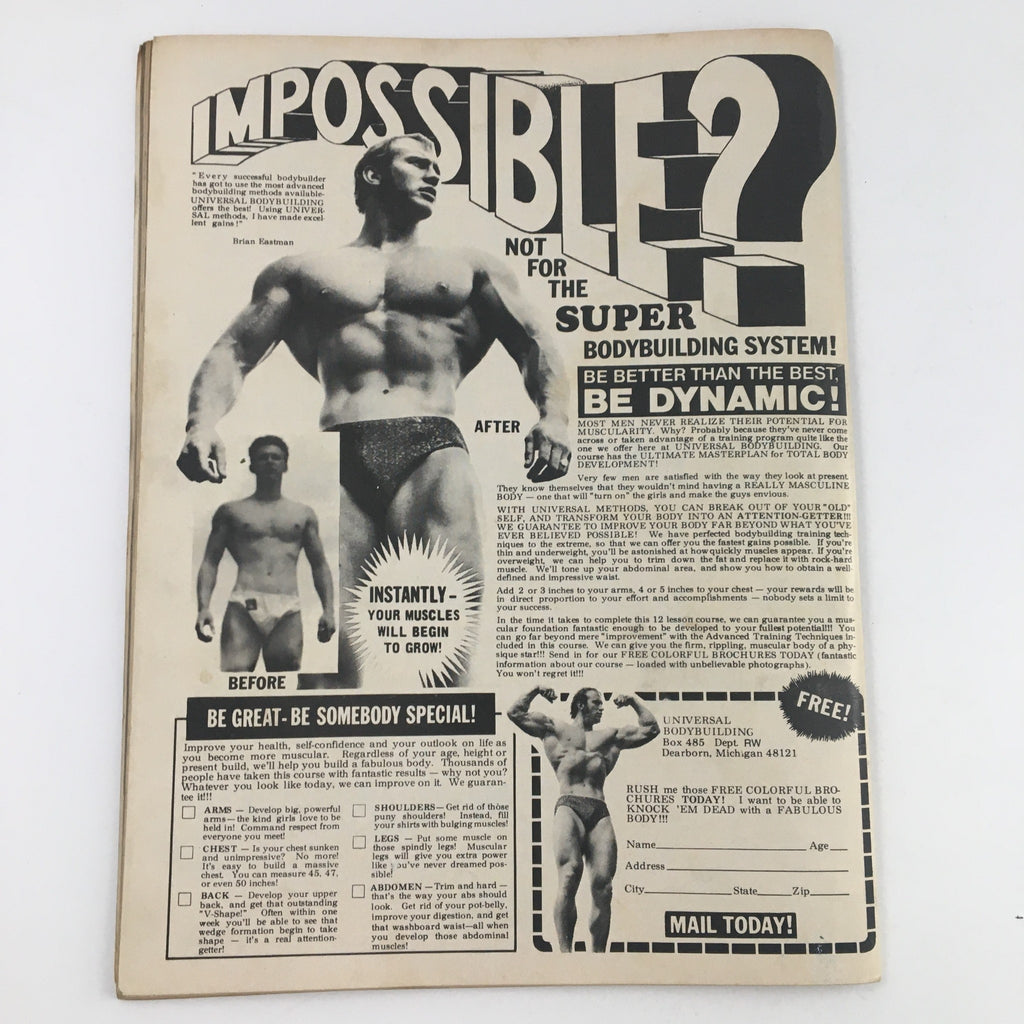 IMPOSSIBLE?
"Every successful bodybuilder
has got to use the most advanced
bodybuilding methods available-
UNIVERSAL BODYBUILDING
offers the best! Using UNIVER-
SAL methods, I have made excel
lent gains!"
Brian Eastman
NOT
FOR
THE
SUPER
BODYBUILDING SYSTEM!
BE BETTER THAN THE BEST,
BE DYNAMIC!
AFTER
MOST MEN NEVER REALIZE THEIR POTENTIAL FOR
MUSCULARITY. Why? Probably because they've never come
across or taken advantage of a training program quite like the
one we offer here at UNIVERSAL BODYBUILDING. Our
course has the ULTIMATE MASTERPLAN for TOTAL BODY
DEVELOPMENT!
Very few men are satisfied with the way they look at present.
They know themselves that they wouldn't mind having a REALLY MASCULINE
BODY — one that will "turn on" the girls and make the guys envious.
WITH UNIVERSAL METHODS, YOU CAN BREAK OUT OF YOUR "OLD"
SELF, AND TRANSFORM YOUR BODY INTO AN ATTENTION-GETTER!!!
WE GUARANTEE TO IMPROVE YOUR BODY FAR BEYOND WHAT YOU'VE
EVER BELIEVED POSSIBLE! We have perfected bodybuilding training tech-
niques to the extreme, so that we can offer you the fastest gains possible. If you're
thin and underweight, you'll be astonished at how quickly muscles appear. If you're
overweight, we can help you to trim down the fat and replace it with rock-hard
muscle. We'll tone up your abdominal area, and show you how to obtain a well-
defined and impressive waist.
Add 2 or 3 inches to your arms, 4 or 5 inches to your chest — your rewards will be
in direct proportion to your effort and accomplishments — nobody sets a limit to
your success.
In the time it takes to complete this 12 lesson course, we can guarantee you a mus-
cular foundation fantastic enough to be developed to your fullest potential!!! You
can go far beyond mere "improvement" with the Advanced Training Techniques in-
cluded in this course. We can give you the firm, rippling, muscular body of a phy-
sique star!!! Send in for our FREE COLORFUL BROCHURES TODAY (fantastic
information about our course — loaded with unbelievable photographs).
You won't regret it!!!
INSTANTLY-
YOUR MUSCLES
WILL BEGIN
TO GROW!
BEFORE
BE GREAT-BE SOMEBODY SPECIAL!
Improve your health, self-confidence and your outlook on life as
you become more muscular. Regardless of your age, height or
present build, we'll help you build a fabulous body. Thousands of
people have taken this course with fantastic results — why not you?
Whatever you look like today, we can improve on it. We guaran-
tee it!!!
ARMS — Develop big, powerful
arms—the kind girls love to be
held in! Command respect from
everyone you meet!
CHEST — Is your chest sunken
and unimpressive? No more!
It's easy to build a massive
chest. You can measure 45, 47,
or even 50 inches!
BACK — Develop your upper
back, and get that outstanding
"V-Shape!" Often within one
week you'll be able to see that
wedge formation begin to take
shape — it's a real attention-
getter!
SHOULDERS—Get rid of those
puny shoulders! Instead, fill
your shirts with bulging muscles!
LEGS — Put some muscle on
those spindly legs! Muscular
legs will give you extra power
like you've never dreamed pos-
sible!
ABDOMEN—Trim and hard—
that's the way your abs should
look. Get rid of your pot-belly,
improve your digestion, and get
that washboard waist—all when
you develop those abdominal
muscles!
FREE!
UNIVERSAL
BODYBUILDING
Box 485 Dept. RW
Dearborn, Michigan 48121
RUSH me those FREE COLORFUL BRO-
CHURES TODAY! I want to be able to
KNOCK 'EM DEAD with a FABULOUS
BODY!!!
Name Age
Address
City State Zip
MAIL TODAY!